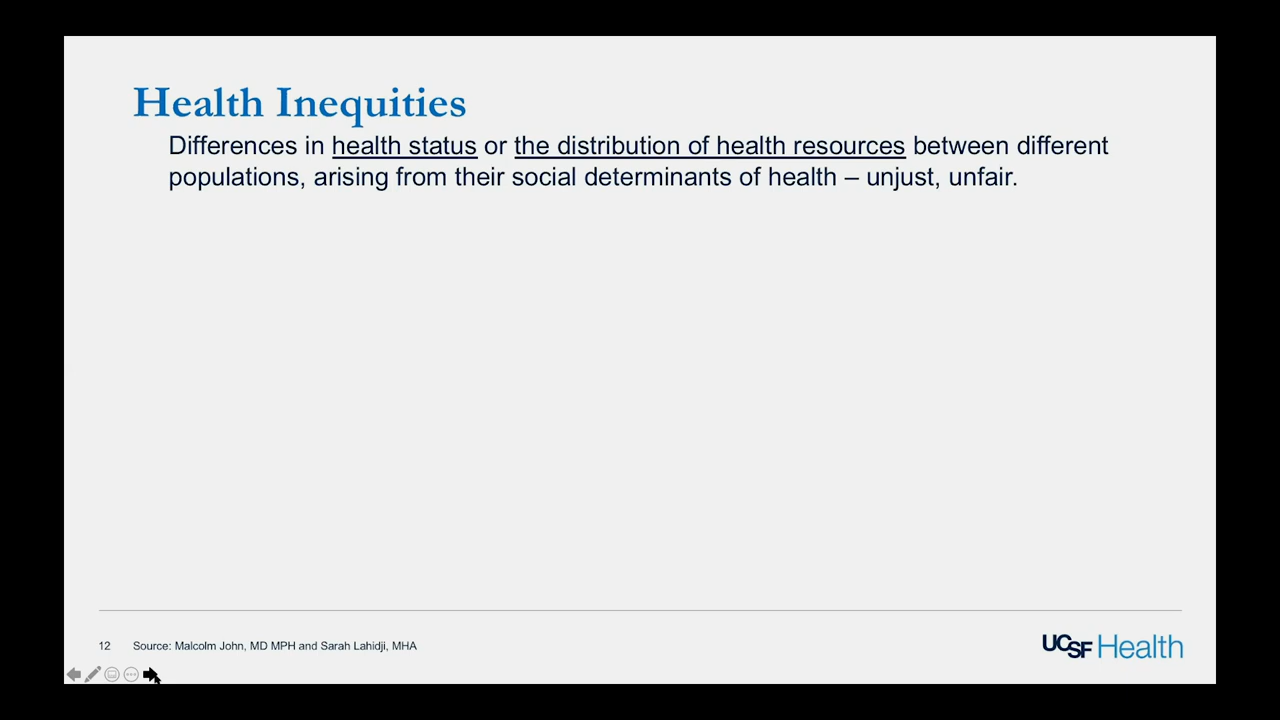 Health Inequities
Differences in health status or the distribution of health resources between different
populations, arising from their social determinants of health – unjust, unfair.
12 Source: Malcolm John, MD MPH and Sarah Lahidji, MHA
UCSF Health